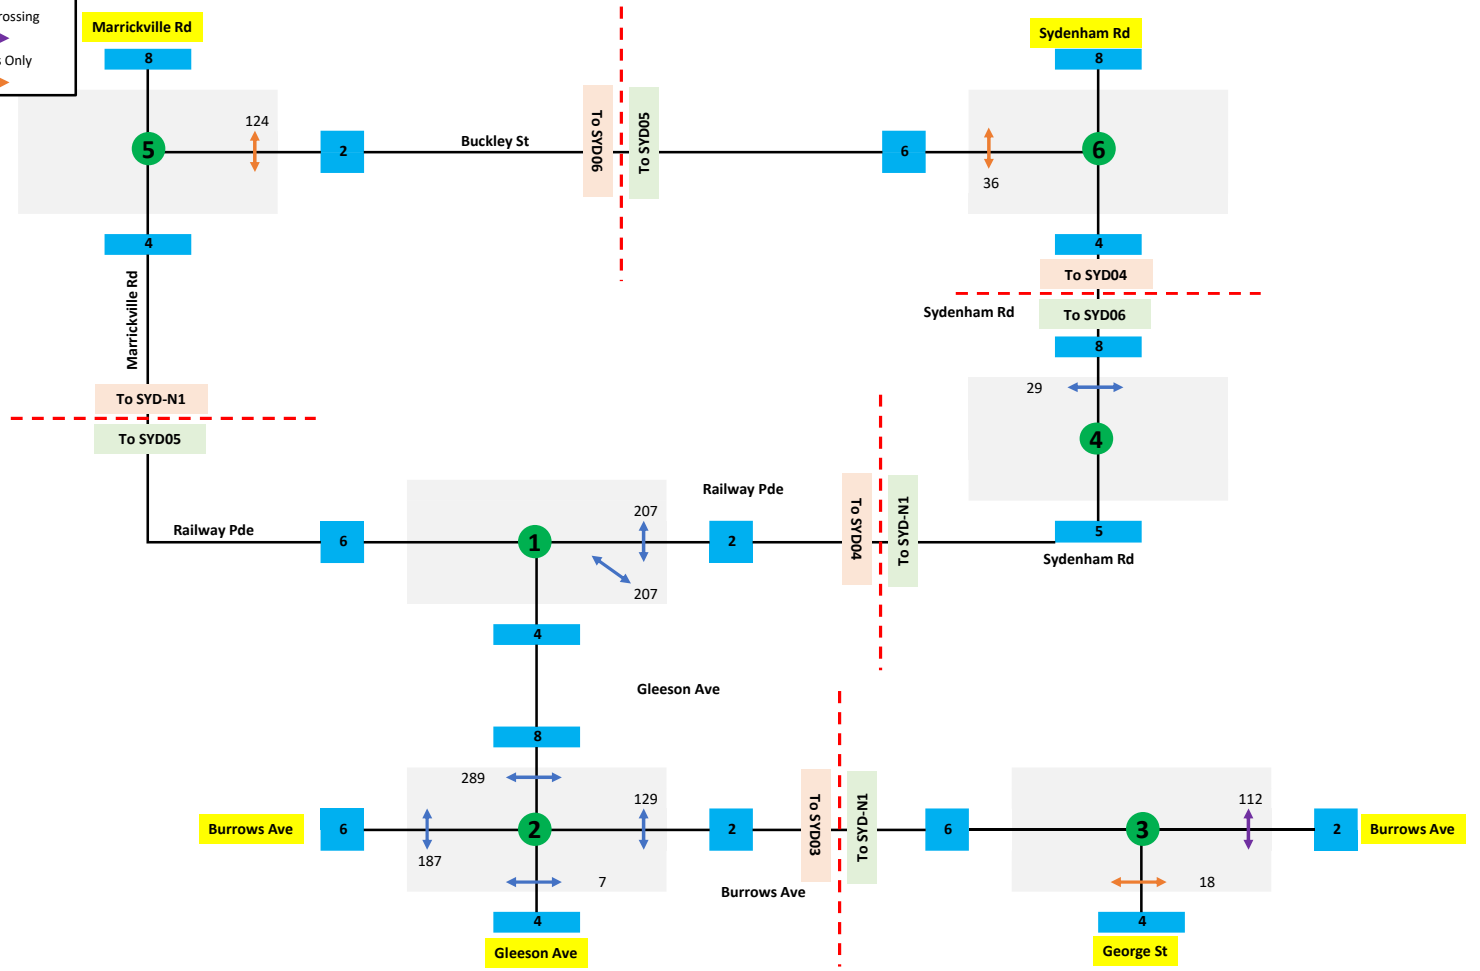 rossing
s Only
Marrickville Rd
8
Sydenham Rd
8
124
5
2
Buckley St
To SYD06
To SYD05
6
36
6
4
4
To SYD04
Marrickville Rd
Sydenham Rd
To SYD06
8
To SYD-N1
29
To SYD05
4
Railway Pde
207
To SYD04
To SYD-N1
Railway Pde
6
1
2
5
207
Sydenham Rd
4
Gleeson Ave
8
289
129
112
To SYD03
To SYD-N1
Burrows Ave
6
2
2
6
3
2
Burrows Ave
187
7
Burrows Ave
18
4
4
Gleeson Ave
George St